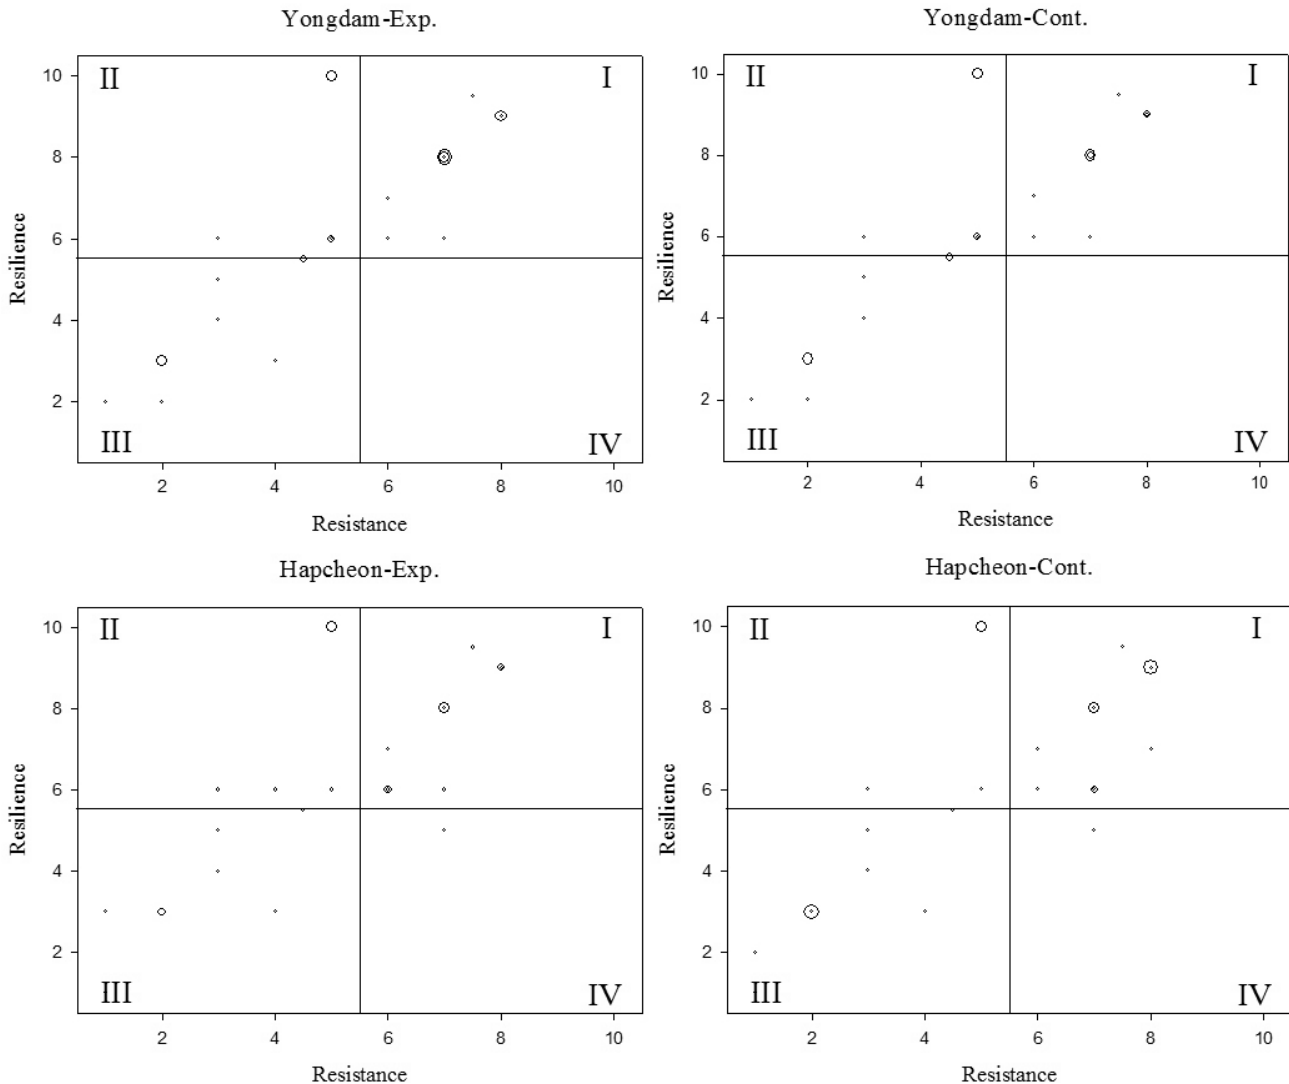 Yongdam-Exp.
II
I
10
8
6
4
2
Resilience
III
IV
2
4
6
8
10
Resistance
Yongdam-Cont.
II
I
10
8
6
4
2
Resilience
III
IV
2
4
6
8
10
Resistance
Hapcheon-Exp.
II
I
10
8
6
4
2
Resilience
III
IV
2
4
6
8
10
Resistance
Hapcheon-Cont.
II
I
10
8
6
4
2
Resilience
III
IV
2
4
6
8
10
Resistance